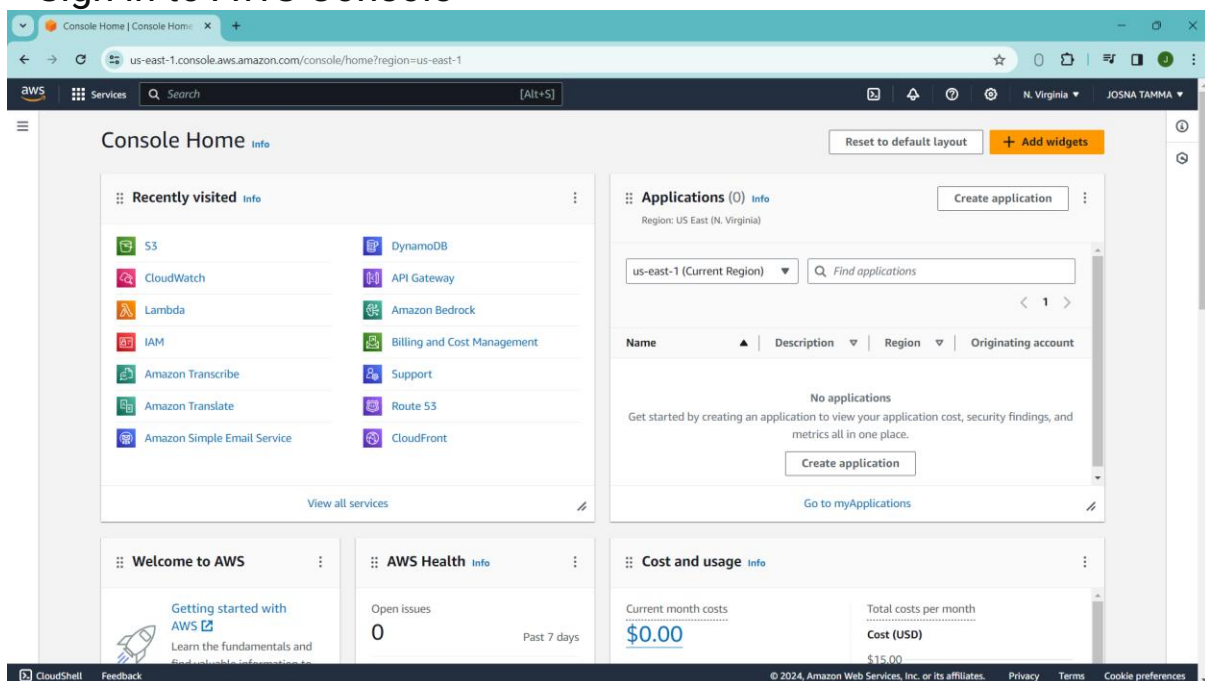 Sign in to AWS Console
Console Home | Console Home
us-east-1.console.aws.amazon.com/console/home?region=us-east-1
J
aws
Services
Search
[Alt+S]
N. Virginia
JOSNA TAMMA
Console Home Info
Reset to default layout
+ Add widgets
Recently visited Info
S3
DynamoDB
CloudWatch
API Gateway
Lambda
Amazon Bedrock
IAM
Billing and Cost Management
Amazon Transcribe
Support
Amazon Translate
Route 53
Amazon Simple Email Service
CloudFront
View all services
Applications (0) Info
Create application
Region: US East (N. Virginia)
us-east-1 (Current Region)
Find applications
1
Name
Description
Region
Originating account
No applications
Get started by creating an application to view your application cost, security findings, and
metrics all in one place.
Create application
Go to myApplications
Welcome to AWS
Getting started with
AWS
Learn the fundamentals and
find valuable information to
AWS Health Info
Open issues
0
Past 7 days
Cost and usage Info
Current month costs
$0.00
Total costs per month
Cost (USD)
$15.00
CloudShell
Feedback
© 2024, Amazon Web Services, Inc. or its affiliates.
Privacy
Terms
Cookie preferences